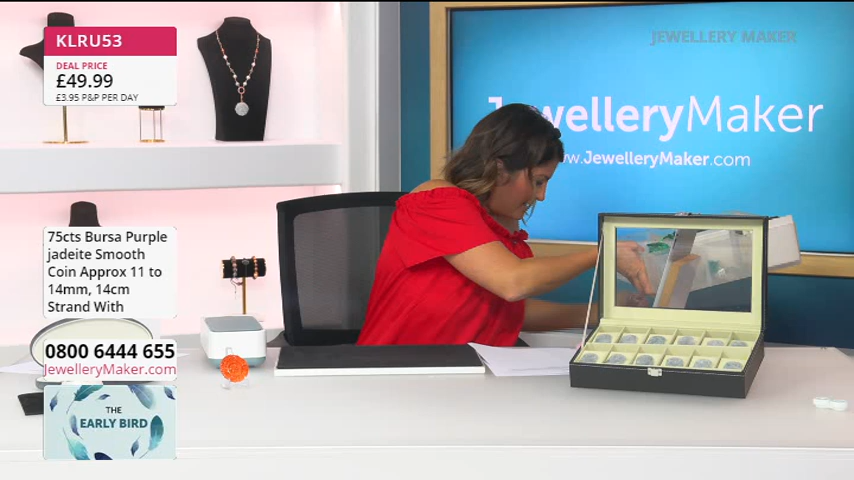 KLRU53
DEAL PRICE
£49.99
£3.95 P&P PER DAY
JEWELLERY MAKER
JewelleryMaker
www.JewelleryMaker.com
75cts Bursa Purple
jadeite Smooth
Coin Approx 11 to
14mm, 14cm
Strand With
0800 6444 655
JewelleryMaker.com
THE
EARLY BIRD